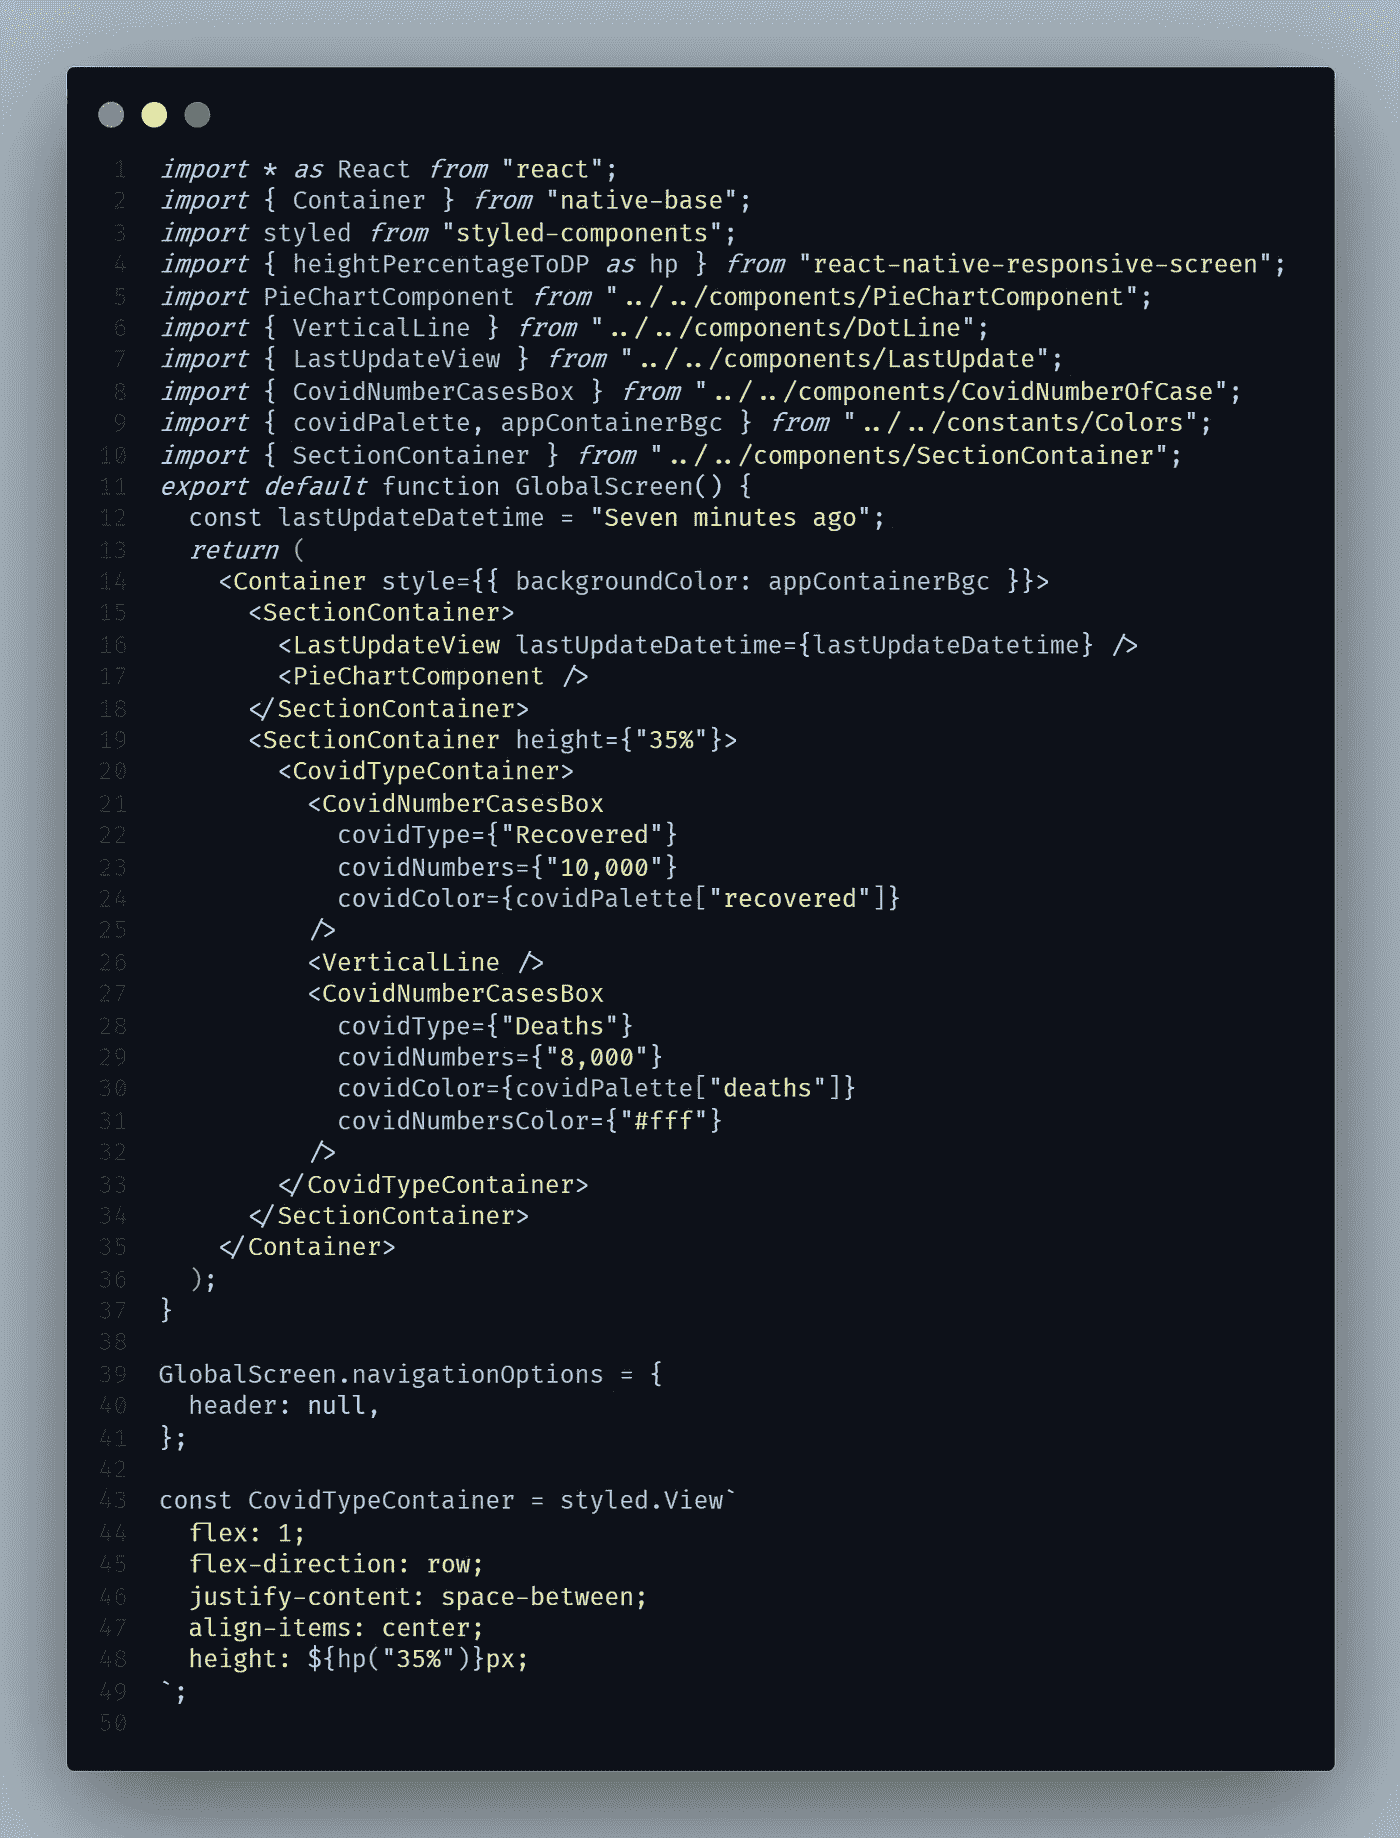 1 import * as React from "react";
2 import { Container } from "native-base";
3 import styled from "styled-components";
4 import { heightPercentageToDP as hp } from "react-native-responsive-screen";
5 import PieChartComponent from "../../components/PieChartComponent";
6 import { VerticalLine } from "../../components/DotLine";
7 import { LastUpdateView } from "../../components/LastUpdate";
8 import { CovidNumberCasesBox } from "../../components/CovidNumberOfCase";
9 import { covidPalette, appContainerBgc } from "../../constants/Colors";
10 import { SectionContainer } from "../../components/SectionContainer";
11 export default function GlobalScreen() {
12   const lastUpdateDatetime = "Seven minutes ago";
13   return (
14     <Container style={{ backgroundColor: appContainerBgc }}>
15       <SectionContainer>
16         <LastUpdateView lastUpdateDatetime={lastUpdateDatetime} />
17         <PieChartComponent />
18       </SectionContainer>
19       <SectionContainer height={"35%"}>
20         <CovidTypeContainer>
21           <CovidNumberCasesBox
22             covidType={"Recovered"}
23             covidNumbers={"10,000"}
24             covidColor={covidPalette["recovered"]}
25           />
26           <VerticalLine />
27           <CovidNumberCasesBox
28             covidType={"Deaths"}
29             covidNumbers={"8,000"}
30             covidColor={covidPalette["deaths"]}
31             covidNumbersColor={"#fff"}
32           />
33         </CovidTypeContainer>
34       </SectionContainer>
35     </Container>
36   );
37 }
38
39 GlobalScreen.navigationOptions = {
40   header: null,
41 };
42
43 const CovidTypeContainer = styled.View`
44   flex: 1;
45   flex-direction: row;
46   justify-content: space-between;
47   align-items: center;
48   height: ${hp("35%")}px;
49 `;
50